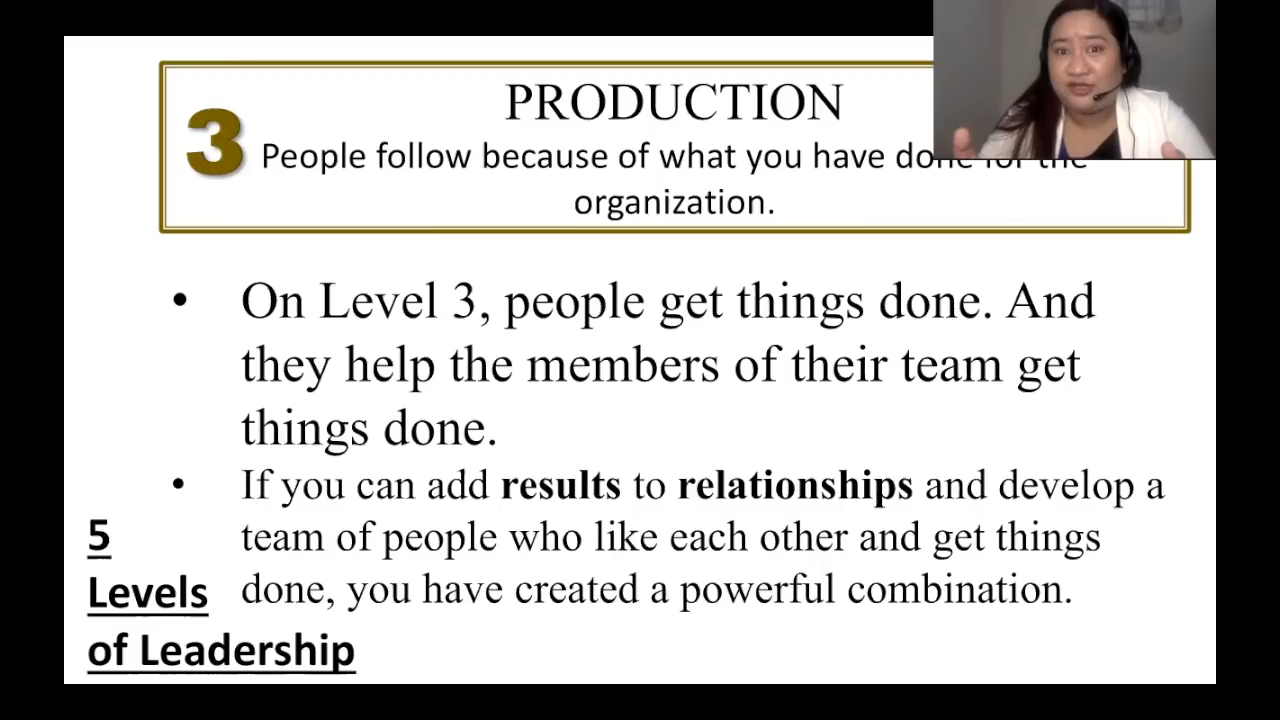 PRODUCTION
3
People follow because of what you have done for the
organization.
• On Level 3, people get things done. And
they help the members of their team get
things done.
• If you can add results to relationships and develop a
team of people who like each other and get things
done, you have created a powerful combination.
5
Levels
of Leadership